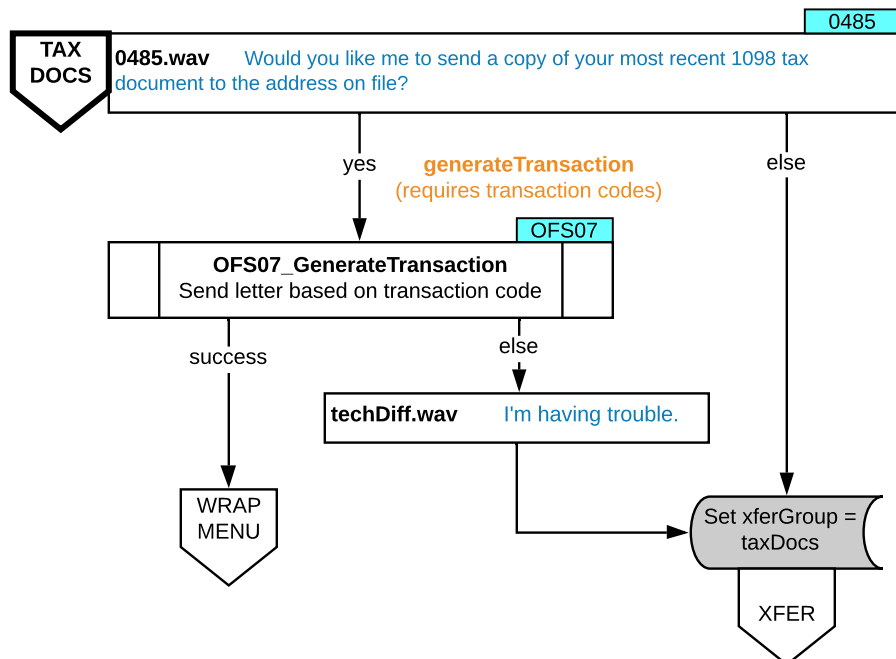 0485
TAX
DOCS
0485.wav Would you like me to send a copy of your most recent 1098 tax
document to the address on file?
yes
generateTransaction
(requires transaction codes)
else
OFS07
OFS07_GenerateTransaction
Send letter based on transaction code
success
else
techDiff.wav I'm having trouble.
WRAP
MENU
Set xferGroup =
taxDocs
XFER